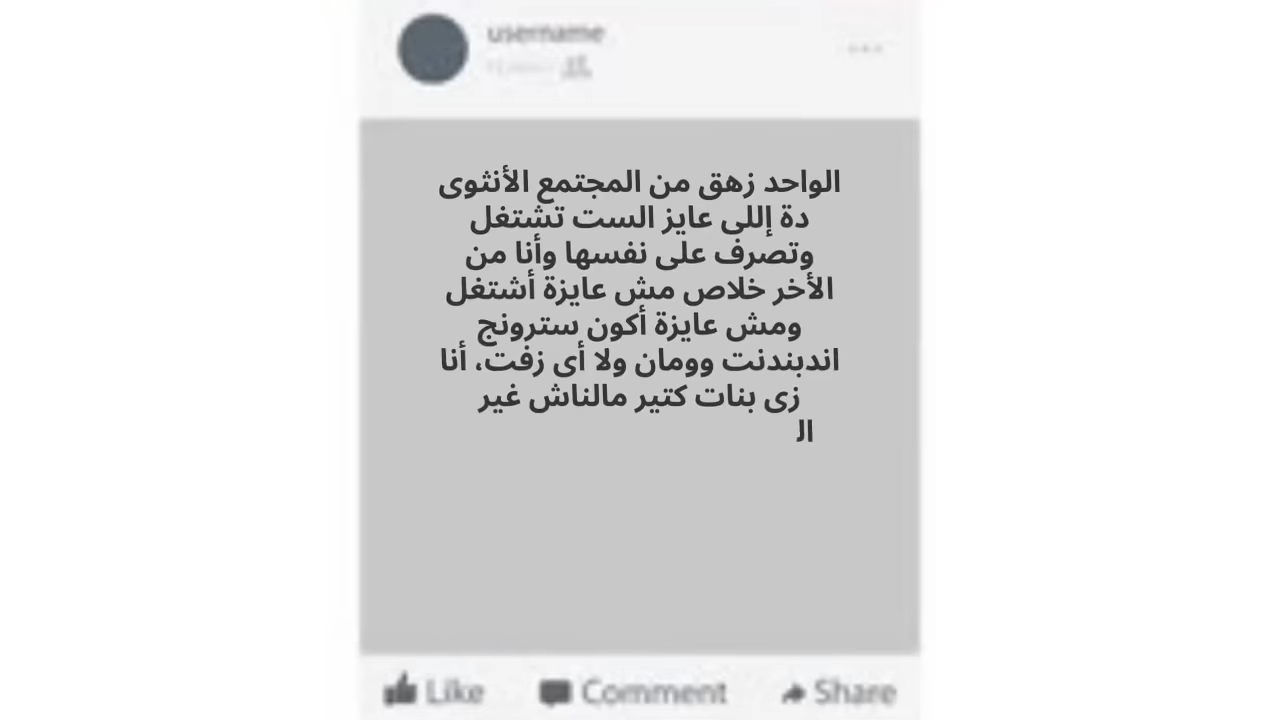 username
الواحد زهق من المجتمع الأنثوى
دة إللى عايز الست تشتغل
وتصرف على نفسها وأنا من
الأخر خلاص مش عايزة أشتغل
ومش عايزة أكون سترونج
اندبندنت وومان ولا أى زفت، أنا
زى بنات كتير مالناش غير
الـ
Like Comment Share